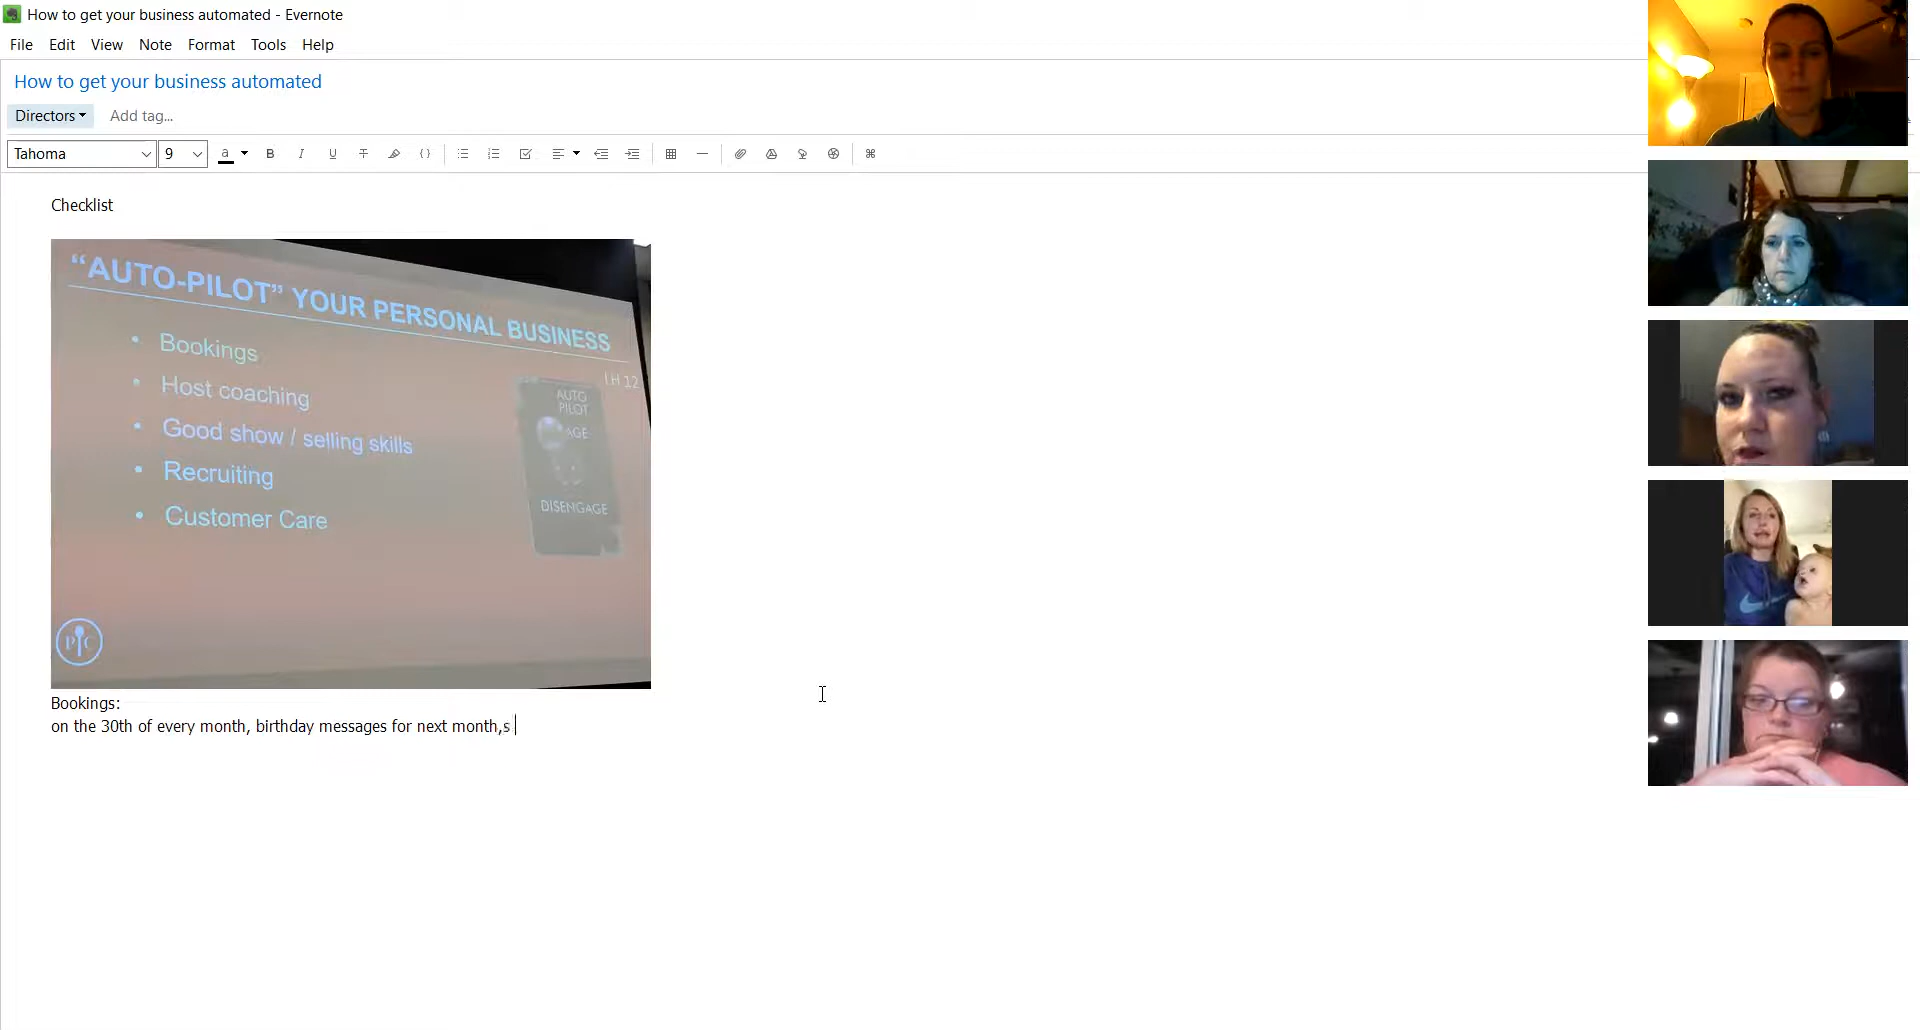 How to get your business automated - Evernote
File Edit View Note Format Tools Help
How to get your business automated
Directors Add tag...
Tahoma 9 a B I U T
Checklist
“AUTO-PILOT” YOUR PERSONAL BUSINESS
• Bookings
• Host coaching
• Good show / selling skills
• Recruiting
• Customer Care
AUTO
PILOT
DISENGAGE
P C
Bookings:
on the 30th of every month, birthday messages for next month,s